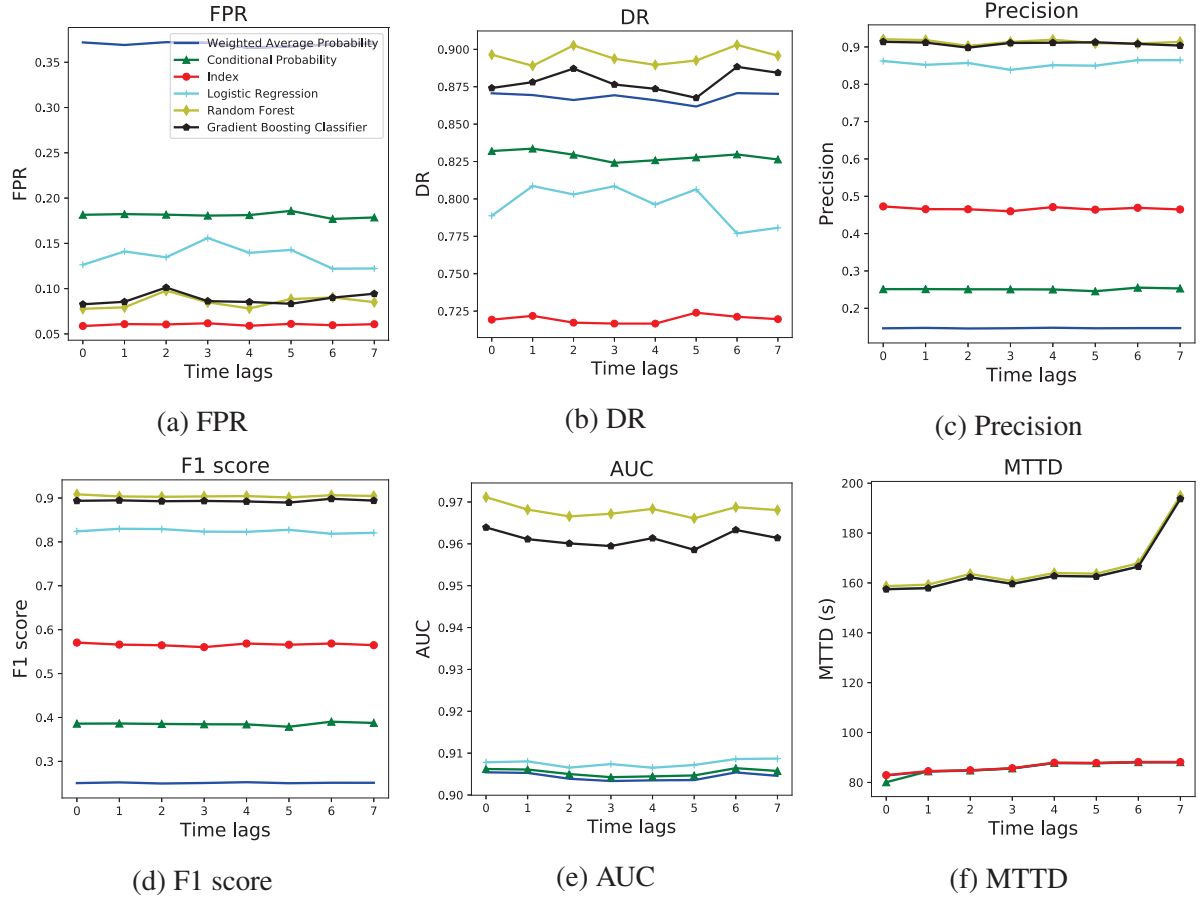 FPR
0.35
0.30
0.25
0.20
0.15
0.10
0.05
FPR
Weighted Average Probability
Conditional Probability
Index
Logistic Regression
Random Forest
Gradient Boosting Classifier
0 1 2 3 4 5 6 7
Time lags
(a) FPR
DR
0.900
0.875
0.850
0.825
0.800
0.775
0.750
0.725
DR
0 1 2 3 4 5 6 7
Time lags
(b) DR
Precision
0.9
0.8
0.7
0.6
0.5
0.4
0.3
0.2
Precision
0 1 2 3 4 5 6 7
Time lags
(c) Precision
F1 score
0.9
0.8
0.7
0.6
0.5
0.4
0.3
F1 score
0 1 2 3 4 5 6 7
Time lags
(d) F1 score
AUC
0.97
0.96
0.95
0.94
0.93
0.92
0.91
0.90
AUC
0 1 2 3 4 5 6 7
Time lags
(e) AUC
MTTD
200
180
160
140
120
100
80
MTTD (s)
0 1 2 3 4 5 6 7
Time lags
(f) MTTD